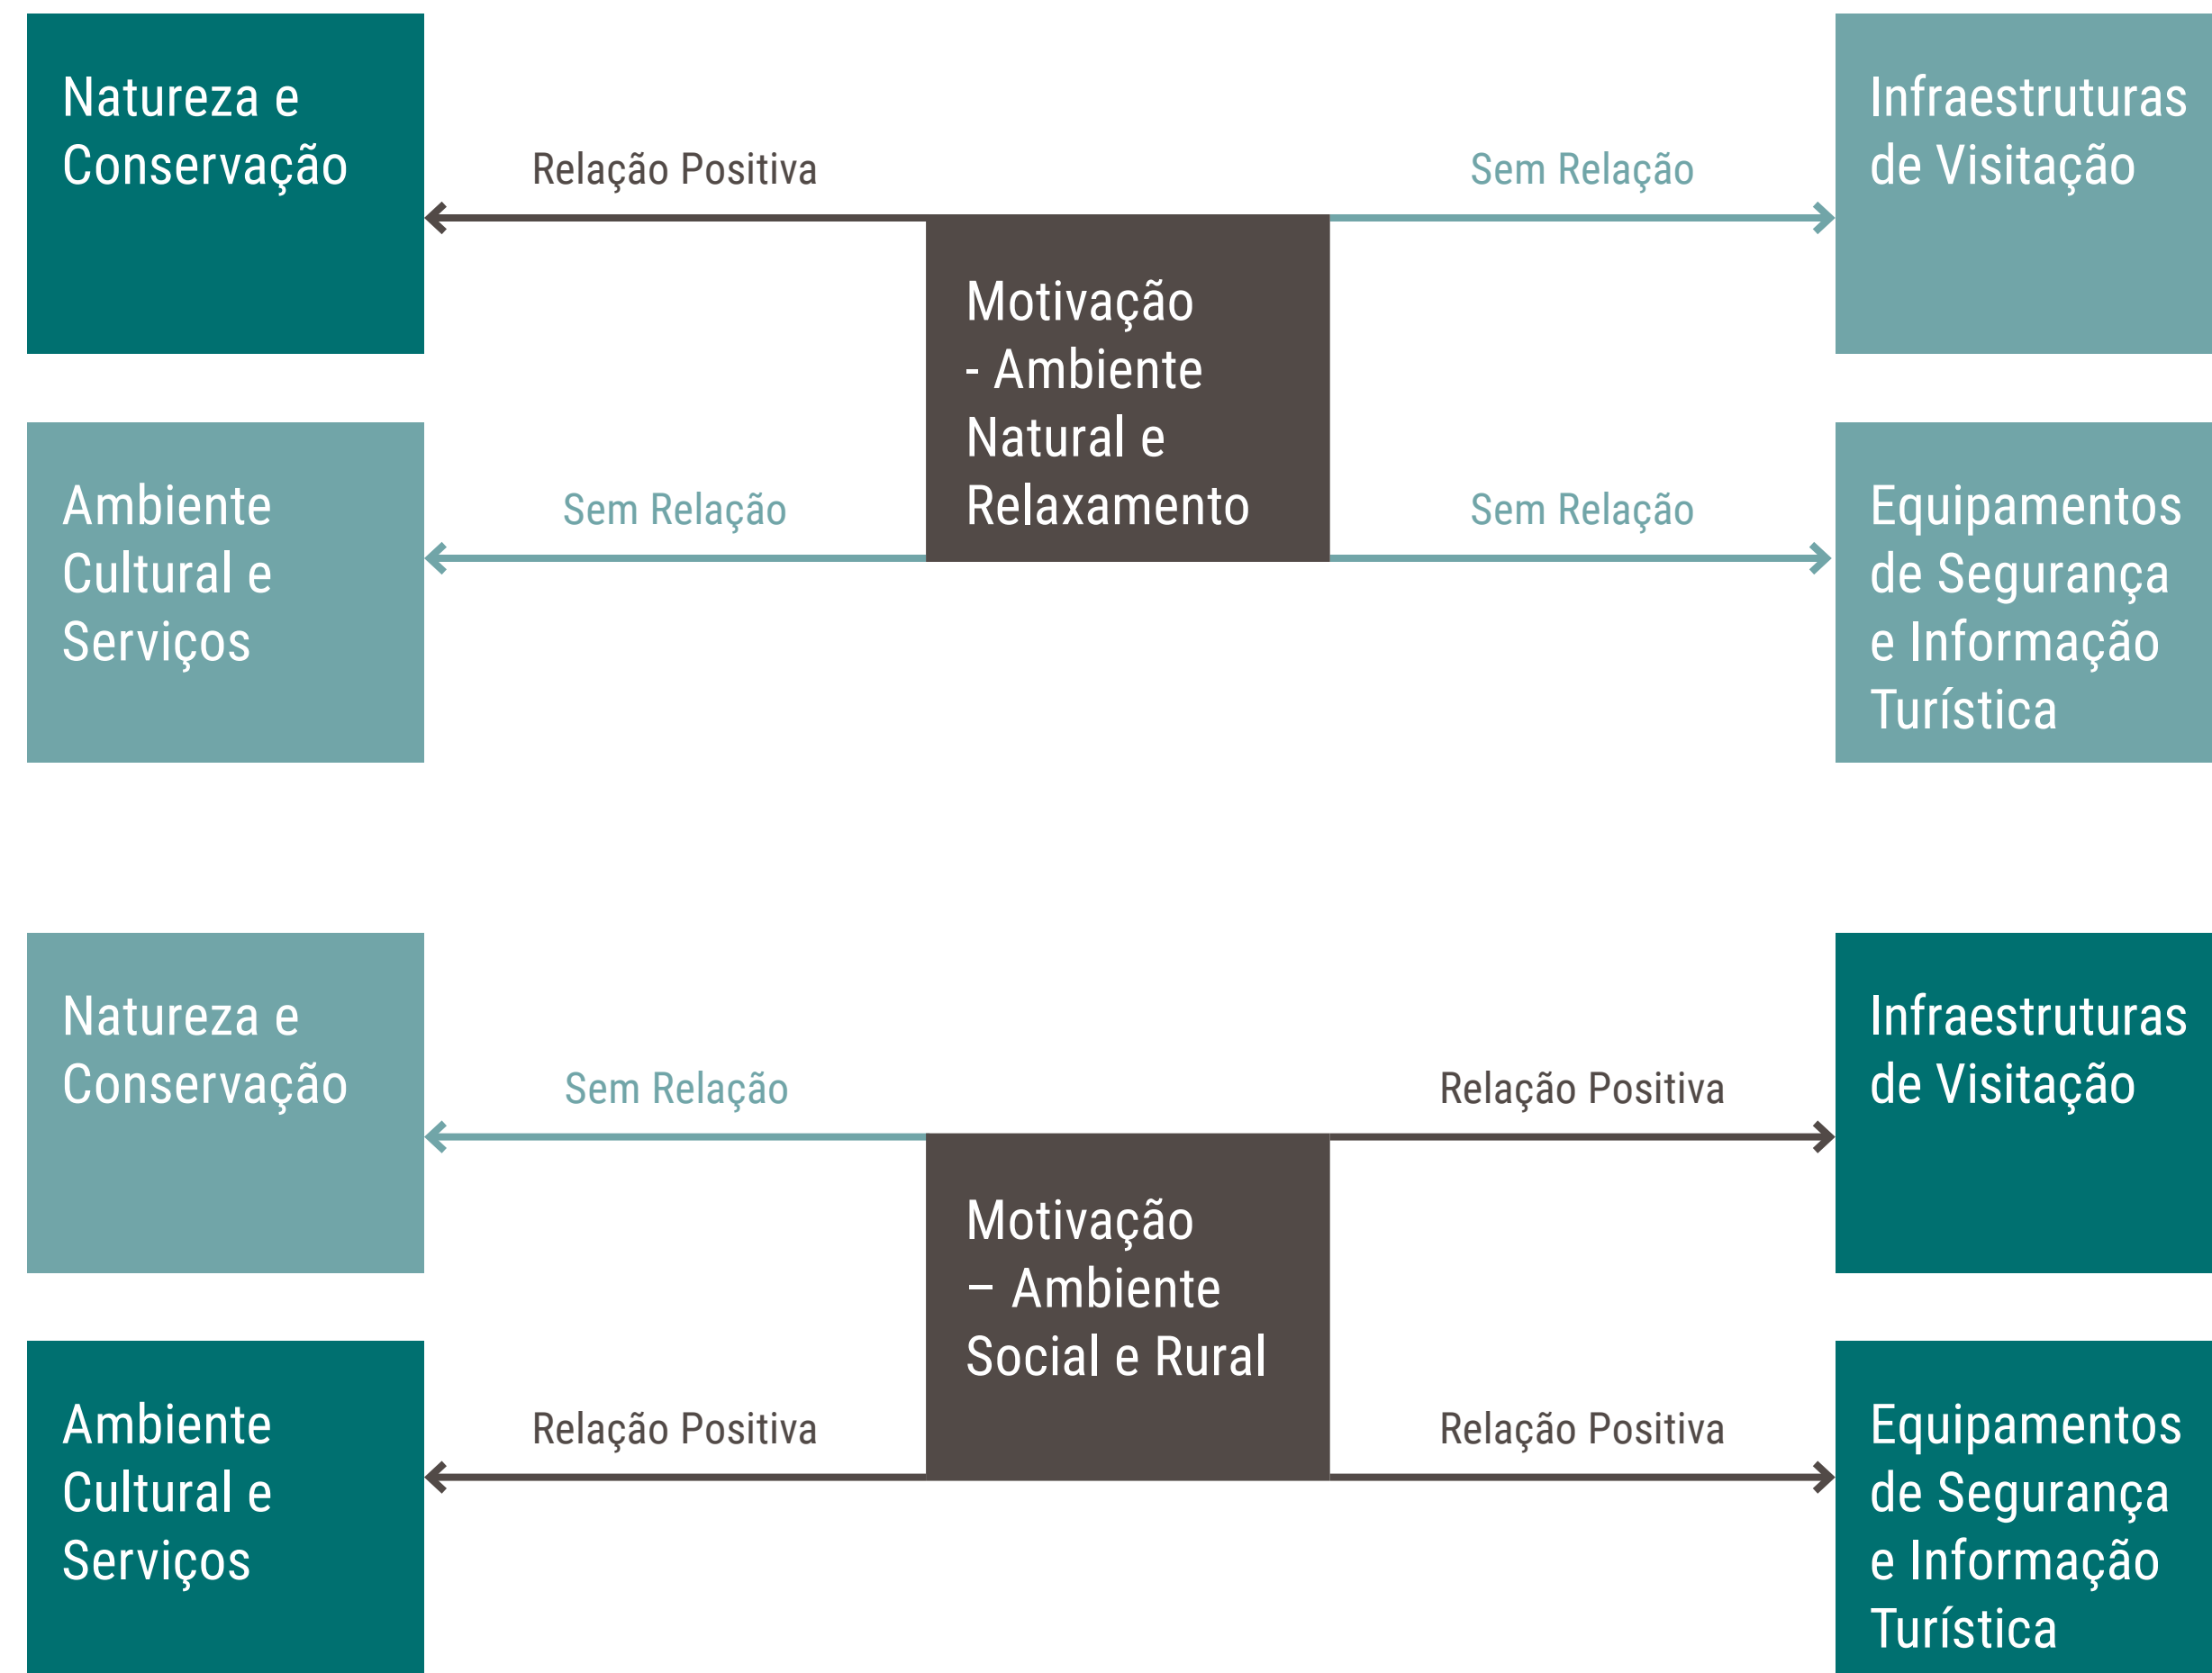 Natureza e
Conservação
Relação Positiva
Sem Relação
Infraestruturas
de Visitação
Motivação
- Ambiente
Natural e
Relaxamento
Ambiente
Cultural e
Serviços
Sem Relação
Sem Relação
Equipamentos
de Segurança
e Informação
Turística
Natureza e
Conservação
Sem Relação
Relação Positiva
Infraestruturas
de Visitação
Motivação
– Ambiente
Social e Rural
Ambiente
Cultural e
Serviços
Relação Positiva
Relação Positiva
Equipamentos
de Segurança
e Informação
Turística